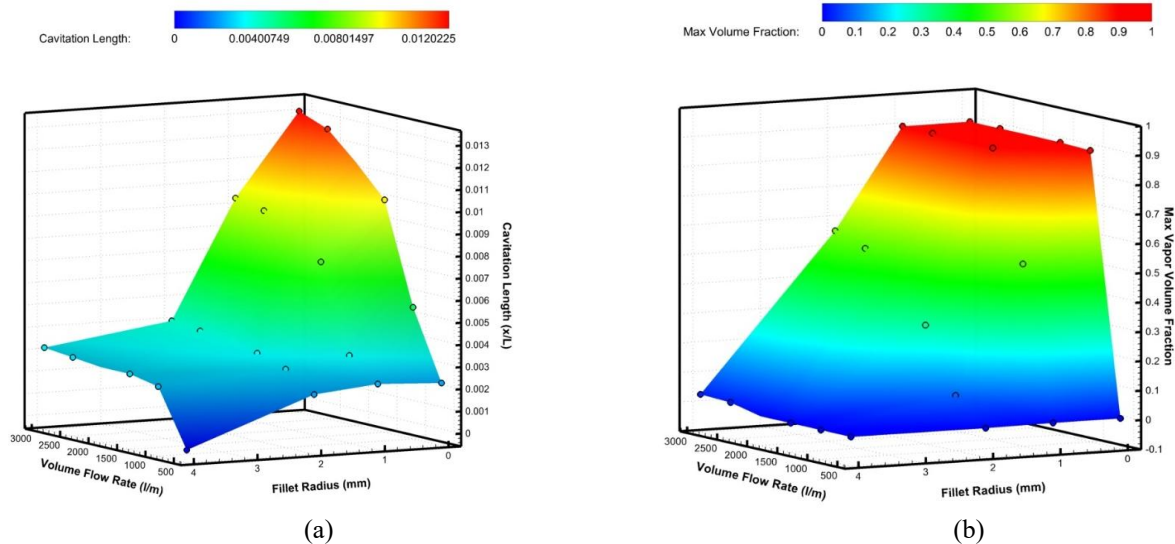 Cavitation Length: 0 0.00400749 0.00801497 0.0120225
0.013
0.012
0.011
0.01
0.009
0.008
0.007
0.006
0.005
0.004
0.003
0.002
0.001
0
Cavitation Length (x/L)
3000 2500 2000 1500 1000 500
Volume Flow Rate (l/m)
4 3 2 1 0
Fillet Radius (mm)
(a)
Max Volume Fraction: 0 0.1 0.2 0.3 0.4 0.5 0.6 0.7 0.8 0.9 1
1
0.9
0.8
0.7
0.6
0.5
0.4
0.3
0.2
0.1
0
-0.1
Max Vapor Volume Fraction
3000 2500 2000 1500 1000 500
Volume Flow Rate (l/m)
4 3 2 1 0
Fillet Radius (mm)
(b)